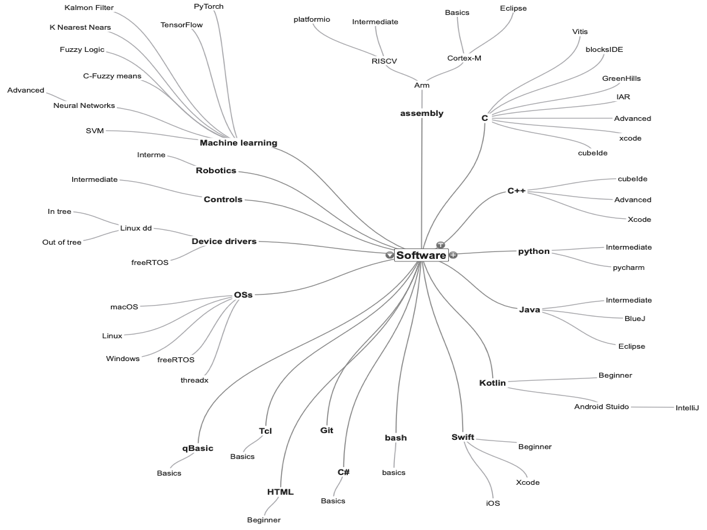 Kalmon Filter
PyTorch
K Nearest Nears
TensorFlow
Fuzzy Logic
C-Fuzzy means
Advanced
Neural Networks
SVM
Machine learning
platformio
Intermediate
Basics
Eclipse
RISCV
Cortex-M
Arm
assembly
Vitis
blocksIDE
GreenHills
IAR
C
Advanced
xcode
cubeIde
Interme
Robotics
Intermediate
Controls
In tree
Linux dd
Out of tree
Device drivers
freeRTOS
cubeIde
C++
Advanced
Xcode
Software
python
Intermediate
pycharm
Java
Intermediate
BlueJ
Eclipse
OSs
macOS
Linux
Windows
freeRTOS
threadx
Kotlin
Beginner
Android Stuido
IntelliJ
qBasic
Basics
Tcl
Basics
HTML
Beginner
Git
C#
Basics
bash
basics
Swift
Beginner
Xcode
iOS